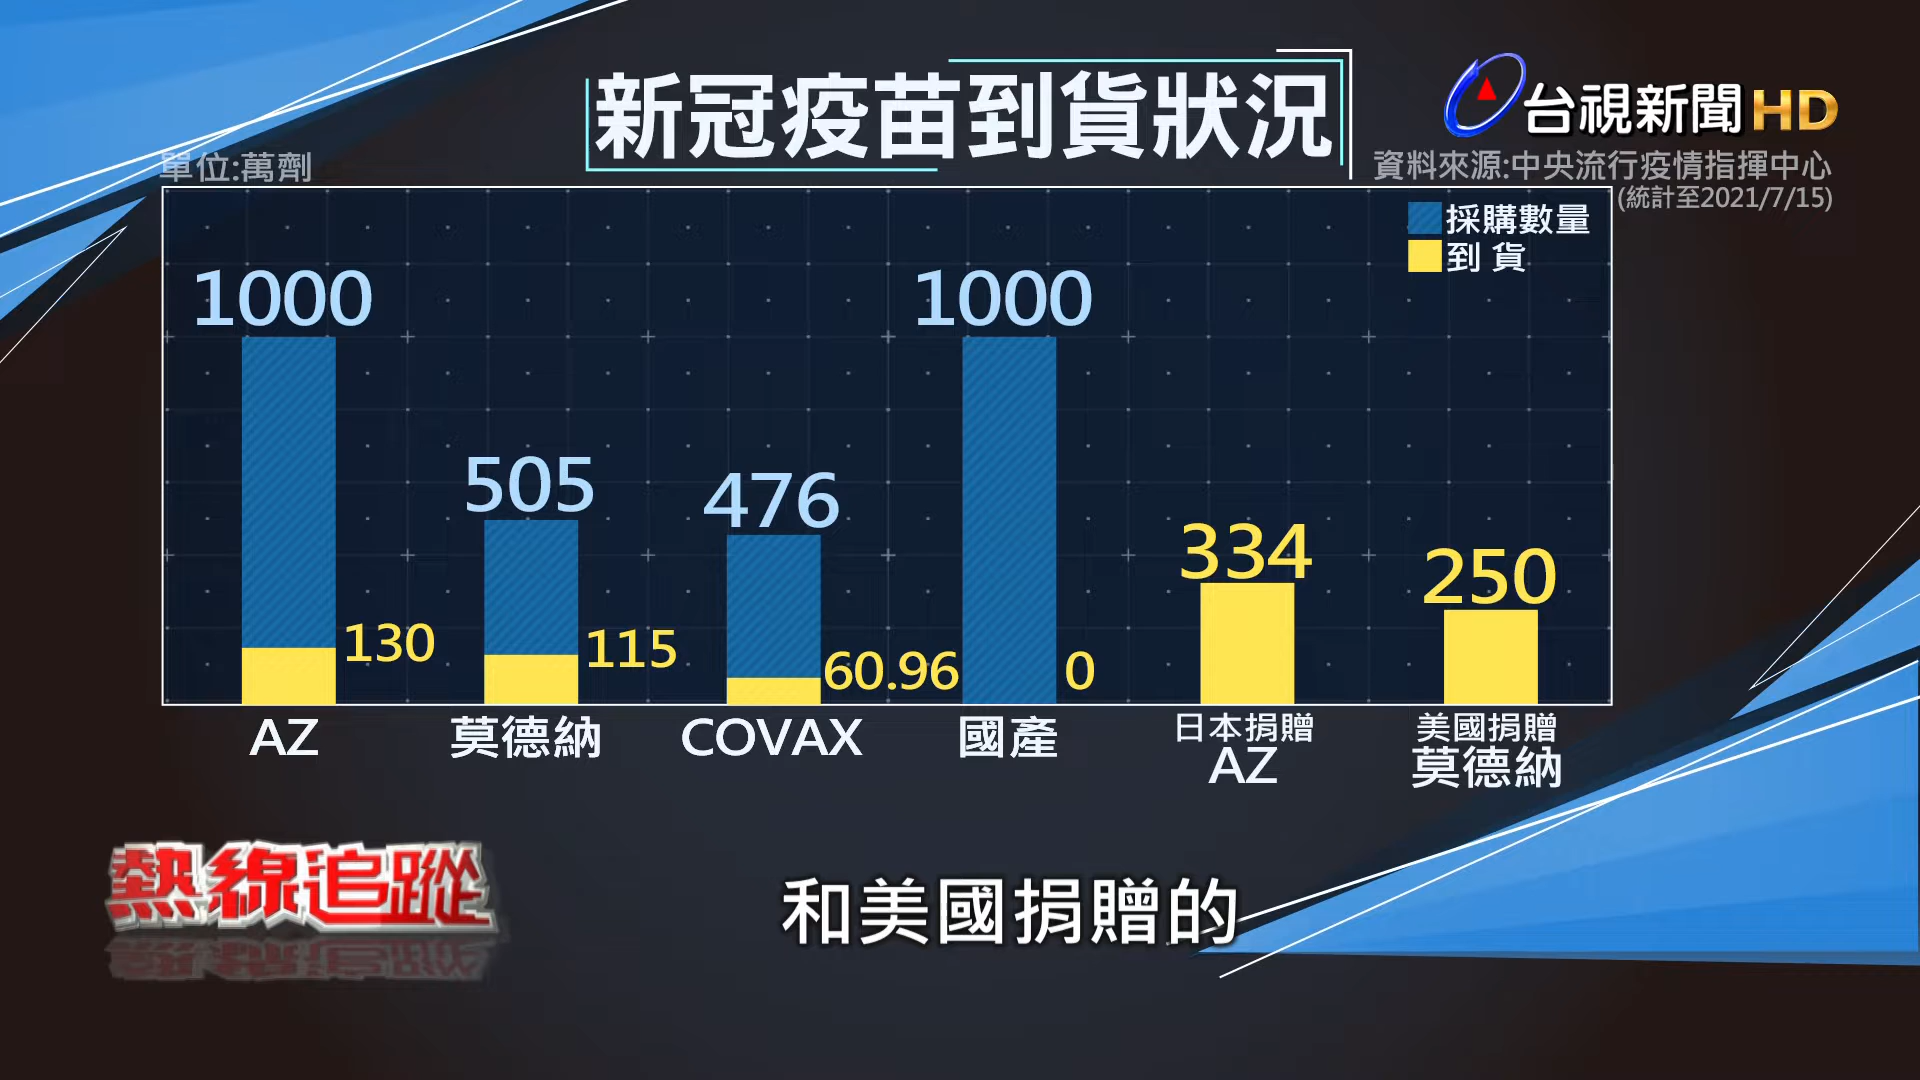 新冠疫苗到貨狀況
台視新聞HD
單位:萬劑
資料來源:中央流行疫情指揮中心
(統計至2021/7/15)
採購數量
到 貨
1000
505
476
1000
334
250
130
115
60.96
0
AZ
莫德納
COVAX
國產
日本捐贈
AZ
美國捐贈
莫德納
熱線追蹤
和美國捐贈的